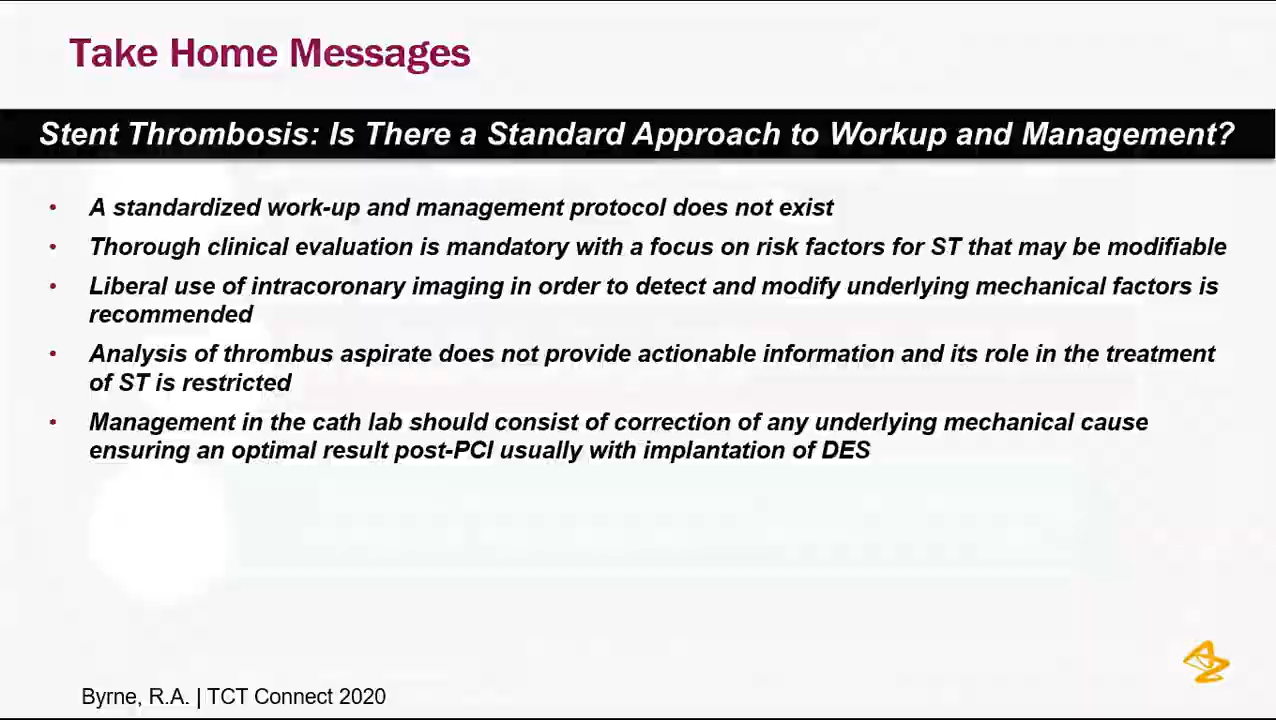 Take Home Messages
Stent Thrombosis: Is There a Standard Approach to Workup and Management?
• A standardized work-up and management protocol does not exist
• Thorough clinical evaluation is mandatory with a focus on risk factors for ST that may be modifiable
• Liberal use of intracoronary imaging in order to detect and modify underlying mechanical factors is
recommended
• Analysis of thrombus aspirate does not provide actionable information and its role in the treatment
of ST is restricted
• Management in the cath lab should consist of correction of any underlying mechanical cause
ensuring an optimal result post-PCI usually with implantation of DES
Byrne, R.A. | TCT Connect 2020